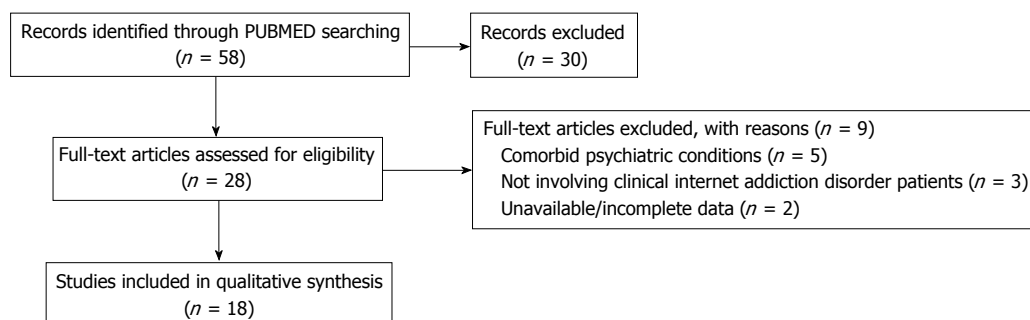 Records identified through PUBMED searching
(n = 58)
Records excluded
(n = 30)
Full-text articles assessed for eligibility
(n = 28)
Full-text articles excluded, with reasons (n = 9)
Comorbid psychiatric conditions (n = 5)
Not involving clinical internet addiction disorder patients (n = 3)
Unavailable/incomplete data (n = 2)
Studies included in qualitative synthesis
(n = 18)